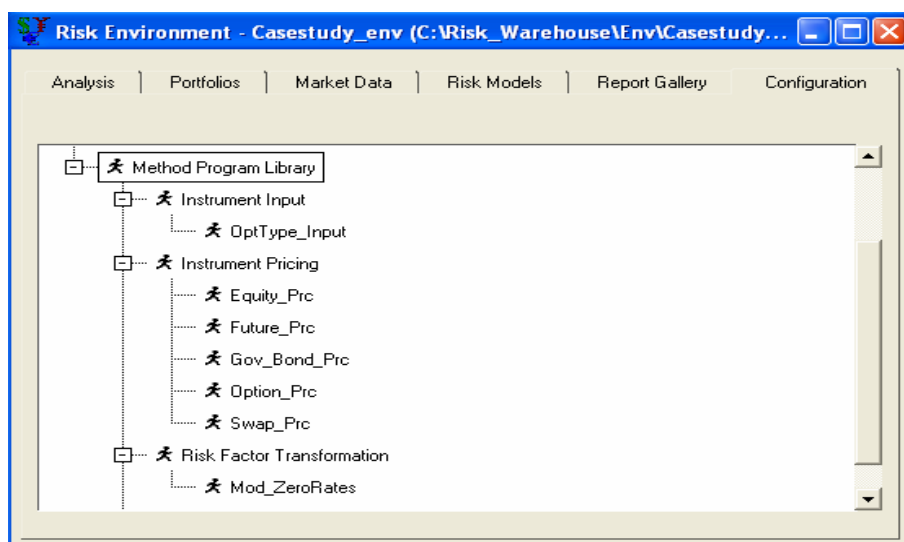 Risk Environment - Casestudy_env (C:\Risk_Warehouse\Env\Casestudy...
Analysis Portfolios Market Data Risk Models Report Gallery Configuration
Method Program Library
Instrument Input
OptType_Input
Instrument Pricing
Equity_Prc
Future_Prc
Gov_Bond_Prc
Option_Prc
Swap_Prc
Risk Factor Transformation
Mod_ZeroRates